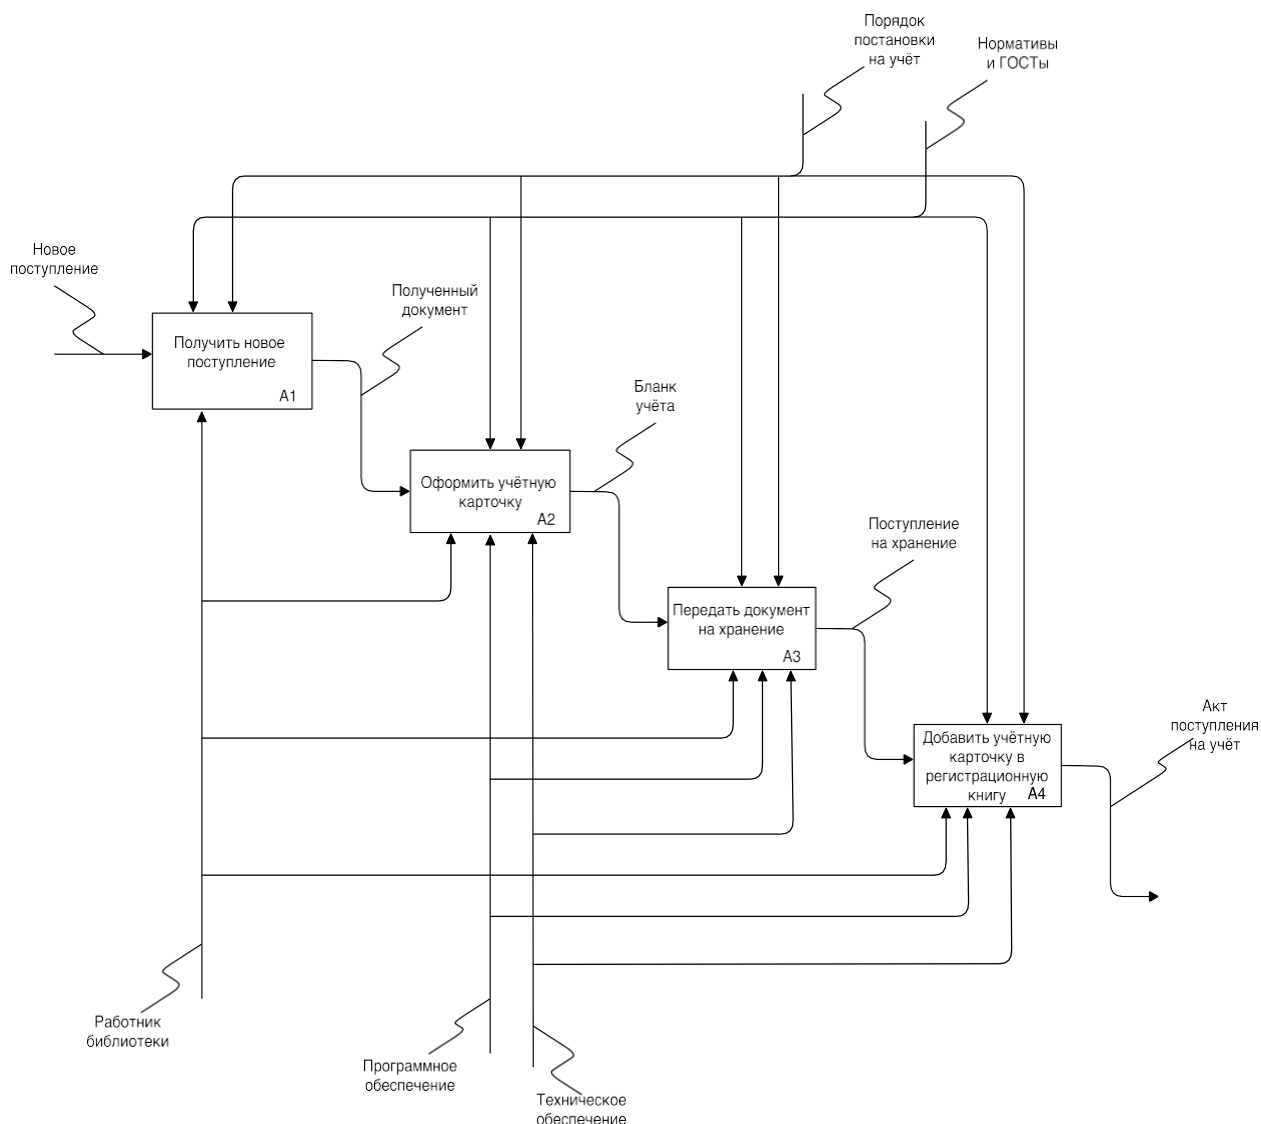 Порядок
постановки
на учёт
Нормативы
и ГОСТы
Новое
поступление
Полученный
документ
Получить новое
поступление
A1
Бланк
учёта
Оформить учётную
карточку
A2
Поступление
на хранение
Передать документ
на хранение
A3
Акт
поступления
на учёт
Добавить учётную
карточку в
регистрационную
книгу A4
Работник
библиотеки
Программное
обеспечение
Техническое
обеспечение